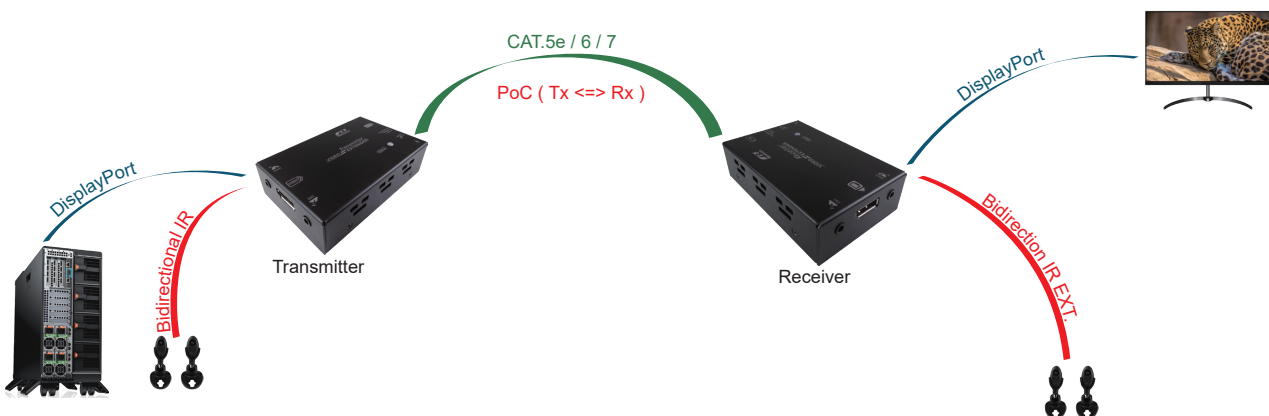 CAT.5e / 6 / 7
PoC ( Tx <=> Rx )
DisplayPort
DisplayPort
Bidirectional IR
Bidirection IR EXT.
Transmitter
Receiver